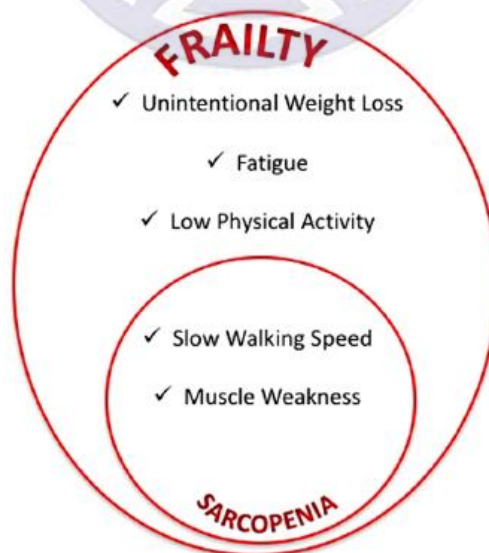 FRAILTY
✓ Unintentional Weight Loss
✓ Fatigue
✓ Low Physical Activity
✓ Slow Walking Speed
✓ Muscle Weakness
SARCOPENIA